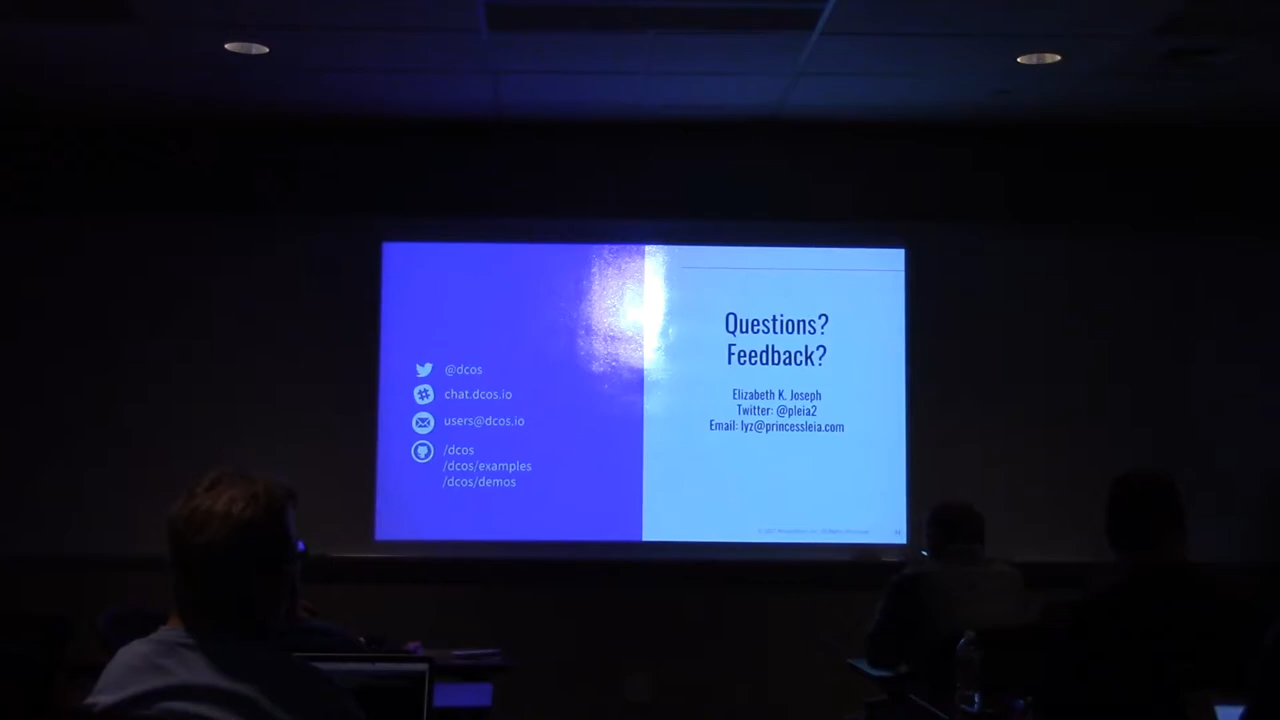 @dcos
chat.dcos.io
users@dcos.io
/dcos
/dcos/examples
/dcos/demos
Questions?
Feedback?
Elizabeth K. Joseph
Twitter: @pleia2
Email: lyz@princessleia.com